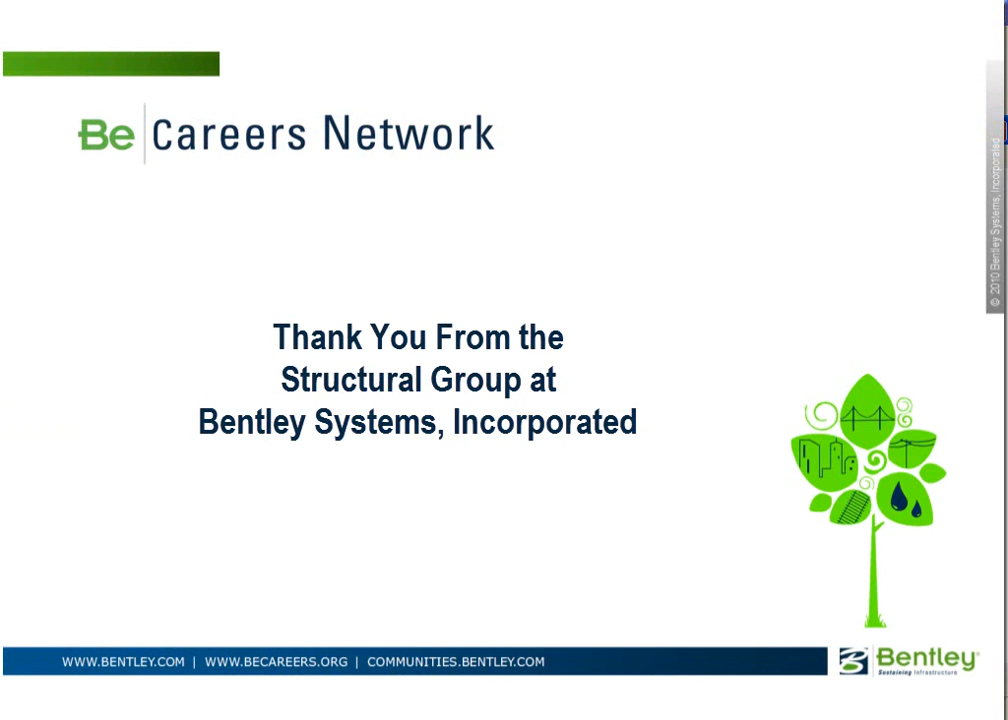 Be Careers Network
© 2010 Bentley Systems, Incorporated
Thank You From the
Structural Group at
Bentley Systems, Incorporated
WWW.BENTLEY.COM | WWW.BECAREERS.ORG | COMMUNITIES.BENTLEY.COM
Bentley®
Sustaining Infrastructure